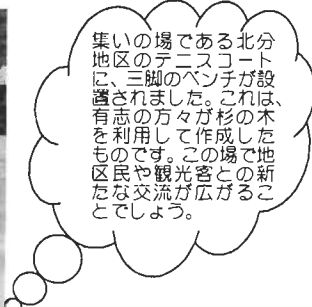 集いの場である北分
地区のテニスコート
に、三脚のベンチが設
置されました。これは、
有志の方々が杉の木
を利用して作成した
ものです。この場で地
区民や観光客との新
たな交流が広がるこ
とでしょう。